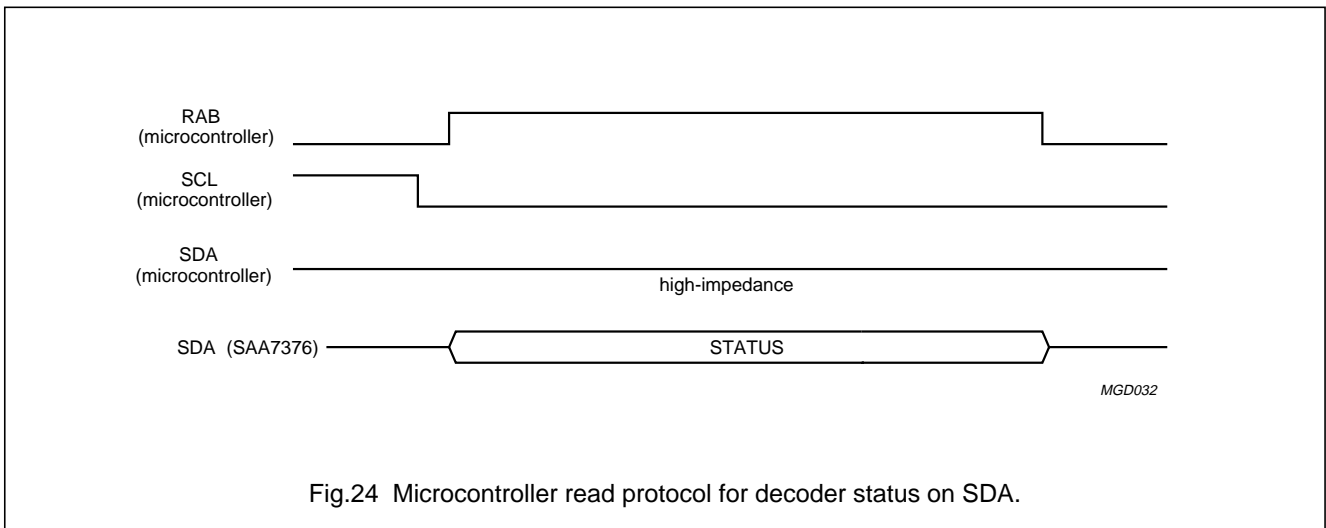 RAB
(microcontroller)
SCL
(microcontroller)
SDA
(microcontroller)
high-impedance
SDA (SAA7376)
STATUS
MGD032
Fig.24 Microcontroller read protocol for decoder status on SDA.